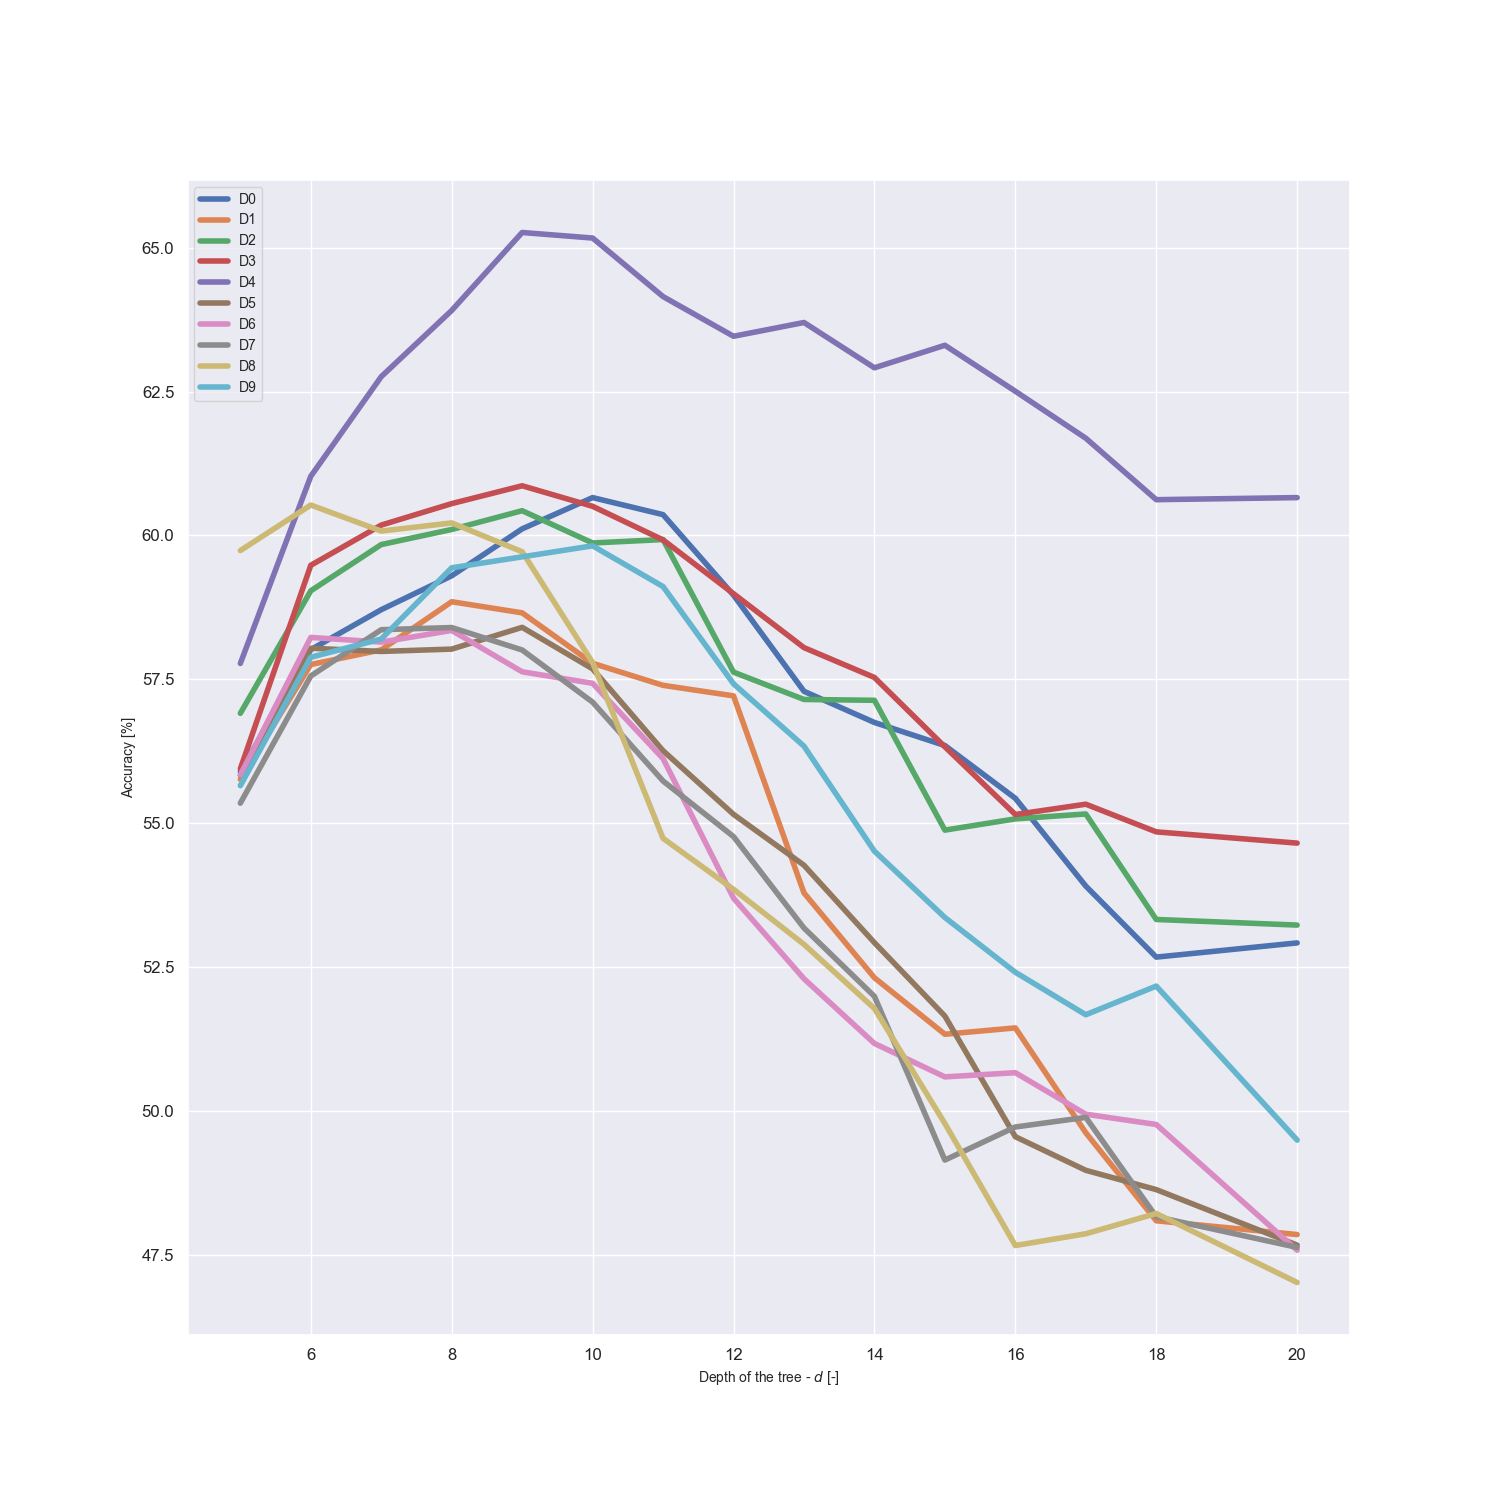 D0
D1
D2
D3
D4
D5
D6
D7
D8
D9
65.0
62.5
60.0
57.5
55.0
52.5
50.0
47.5
Accuracy [%]
6 8 10 12 14 16 18 20
Depth of the tree - d [-]